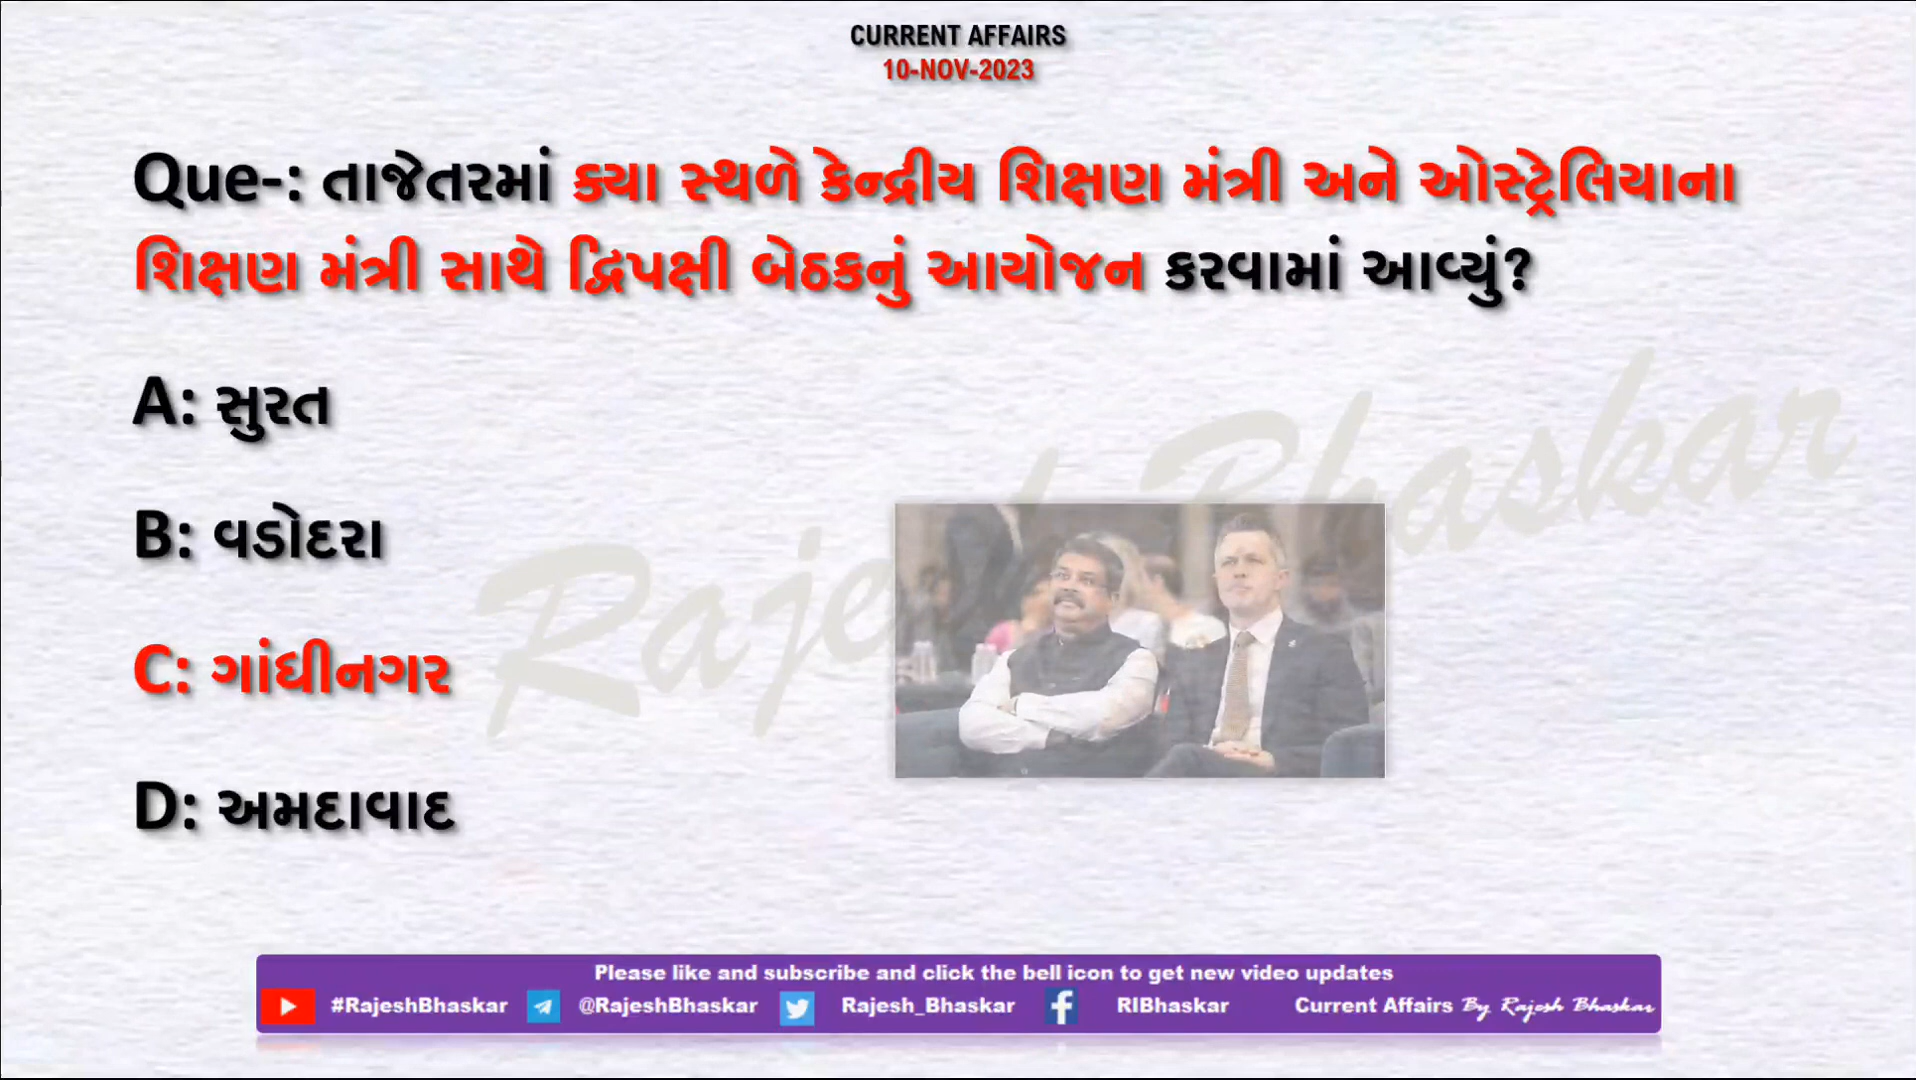 CURRENT AFFAIRS
10-NOV-2023
Que-: તાજેતરમાં ક્યા સ્થળે કેન્દ્રીય શિક્ષણ મંત્રી અને ઓસ્ટ્રેલિયાના
શિક્ષણ મંત્રી સાથે દ્વિપક્ષી બેઠકનું આયોજન કરવામાં આવ્યું?
A: સુરત
B: વડોદરા
C: ગાંધીનગર
D: અમદાવાદ
Rajesh Bhaskar
Please like and subscribe and click the bell icon to get new video updates
#RajeshBhaskar @RajeshBhaskar Rajesh_Bhaskar RIBhaskar Current Affairs By Rajesh Bhaskar